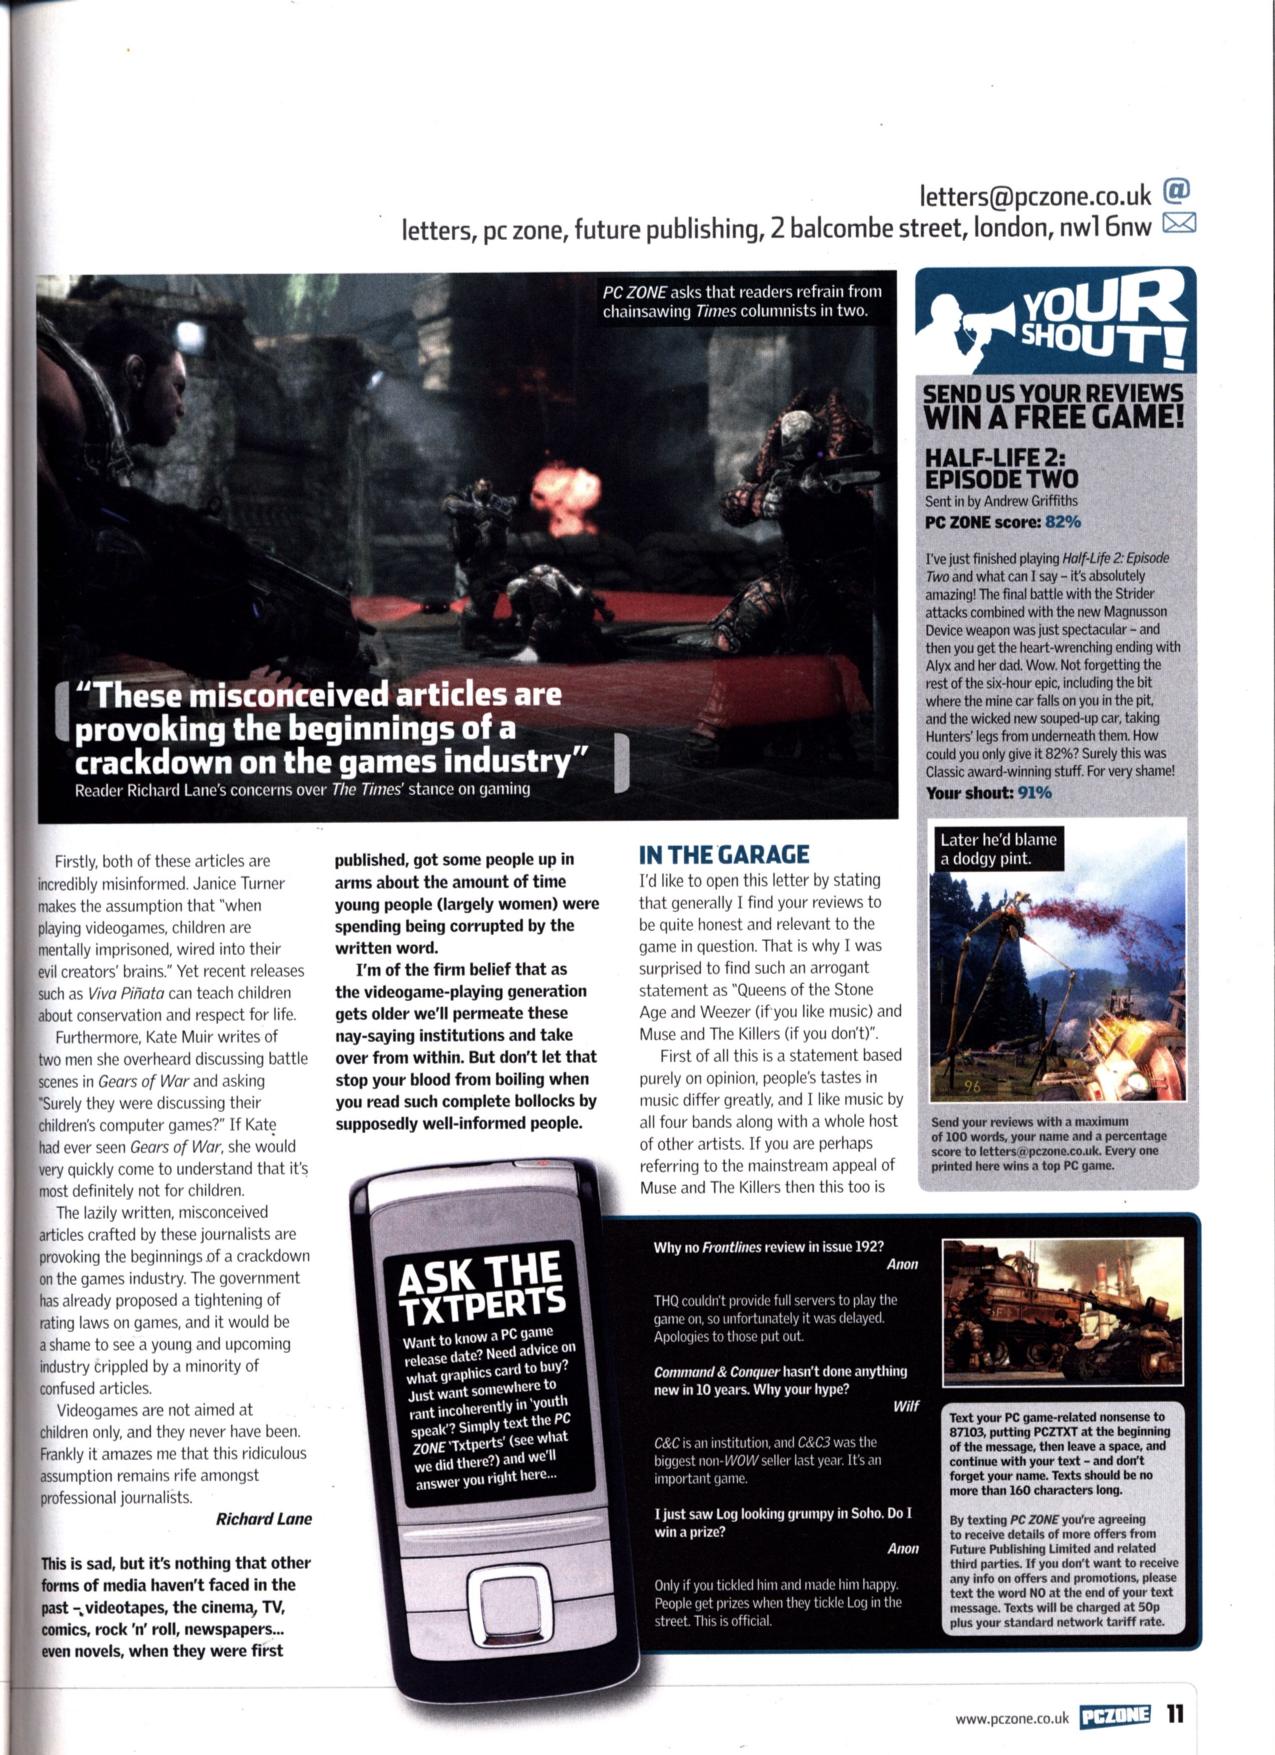 letters@pczone.co.uk
letters, pc zone, future publishing, 2 balcombe street, london, nw1 6nw
PC ZONE asks that readers refrain from
chainsawing Times columnists in two.
“These misconceived articles are
provoking the beginnings of a
crackdown on the games industry”
Reader Richard Lane's concerns over The Times' stance on gaming
Firstly, both of these articles are
incredibly misinformed. Janice Turner
makes the assumption that “when
playing videogames, children are
mentally imprisoned, wired into their
evil creators' brains.” Yet recent releases
such as Viva Piñata can teach children
about conservation and respect for life.
Furthermore, Kate Muir writes of
two men she overheard discussing battle
scenes in Gears of War and asking
“Surely they were discussing their
children's computer games?” If Kate
had ever seen Gears of War, she would
very quickly come to understand that it's
most definitely not for children.
The lazily written, misconceived
articles crafted by these journalists are
provoking the beginnings of a crackdown
on the games industry. The government
has already proposed a tightening of
rating laws on games, and it would be
a shame to see a young and upcoming
industry crippled by a minority of
confused articles.
Videogames are not aimed at
children only, and they never have been.
Frankly it amazes me that this ridiculous
assumption remains rife amongst
professional journalists.
Richard Lane
This is sad, but it's nothing that other
forms of media haven't faced in the
past – videotapes, the cinema, TV,
comics, rock 'n' roll, newspapers...
even novels, when they were first
published, got some people up in
arms about the amount of time
young people (largely women) were
spending being corrupted by the
written word.
I'm of the firm belief that as
the videogame-playing generation
gets older we'll permeate these
nay-saying institutions and take
over from within. But don't let that
stop your blood from boiling when
you read such complete bollocks by
supposedly well-informed people.
IN THE GARAGE
I'd like to open this letter by stating
that generally I find your reviews to
be quite honest and relevant to the
game in question. That is why I was
surprised to find such an arrogant
statement as “Queens of the Stone
Age and Weezer (if you like music) and
Muse and The Killers (if you don't)”.
First of all this is a statement based
purely on opinion, people's tastes in
music differ greatly, and I like music by
all four bands along with a whole host
of other artists. If you are perhaps
referring to the mainstream appeal of
Muse and The Killers then this too is
YOUR
SHOUT!
SEND US YOUR REVIEWS
WIN A FREE GAME!
HALF-LIFE 2:
EPISODE TWO
Sent in by Andrew Griffiths
PC ZONE score: 82%
I've just finished playing Half-Life 2: Episode
Two and what can I say – it's absolutely
amazing! The final battle with the Strider
attacks combined with the new Magnusson
Device weapon was just spectacular – and
then you get the heart-wrenching ending with
Alyx and her dad. Wow. Not forgetting the
rest of the six-hour epic, including the bit
where the mine car falls on you in the pit,
and the wicked new souped-up car, taking
Hunters' legs from underneath them. How
could you only give it 82%? Surely this was
Classic award-winning stuff. For very shame!
Your shout: 91%
Later he'd blame
a dodgy pint.
96
Send your reviews with a maximum
of 100 words, your name and a percentage
score to letters@pczone.co.uk. Every one
printed here wins a top PC game.
ASK THE
TXTPERTS
Want to know a PC game
release date? Need advice on
what graphics card to buy?
Just want somewhere to
rant incoherently in 'youth
speak'? Simply text the PC
ZONE 'Txtperts' (see what
we did there?) and we'll
answer you right here...
Why no Frontlines review in issue 192?
Anon
THQ couldn't provide full servers to play the
game on, so unfortunately it was delayed.
Apologies to those put out.
Command & Conquer hasn't done anything
new in 10 years. Why your hype?
Wilf
C&C is an institution, and C&C3 was the
biggest non-WOW seller last year. It's an
important game.
I just saw Log looking grumpy in Soho. Do I
win a prize?
Anon
Only if you tickled him and made him happy.
People get prizes when they tickle Log in the
street. This is official.
Text your PC game-related nonsense to
87103, putting PCZTXT at the beginning
of the message, then leave a space, and
continue with your text – and don't
forget your name. Texts should be no
more than 160 characters long.
By texting PC ZONE you're agreeing
to receive details of more offers from
Future Publishing Limited and related
third parties. If you don't want to receive
any info on offers and promotions, please
text the word NO at the end of your text
message. Texts will be charged at 50p
plus your standard network tariff rate.
www.pczone.co.uk PCZONE 11